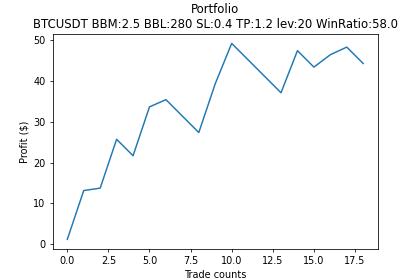 Portfolio
BTCUSDT BBM:2.5 BBL:280 SL:0.4 TP:1.2 lev:20 WinRatio:58.0
50
40
30
20
10
0
Profit ($)
0.0 2.5 5.0 7.5 10.0 12.5 15.0 17.5
Trade counts